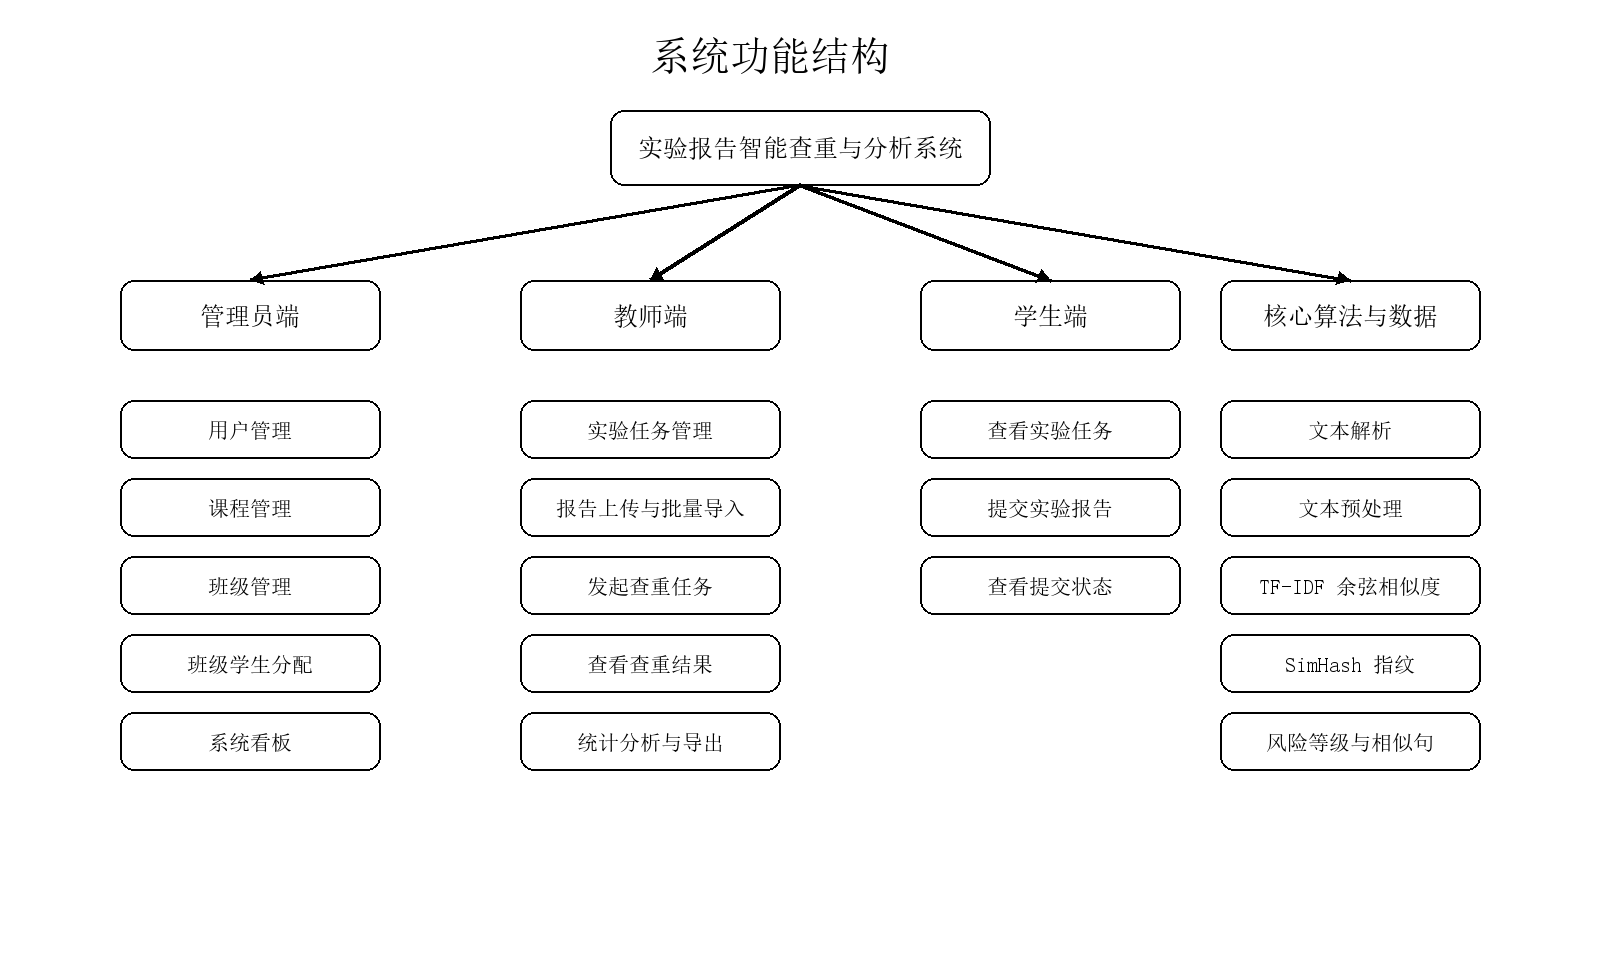 系统功能结构
实验报告智能查重与分析系统
管理员端
教师端
学生端
核心算法与数据
用户管理
实验任务管理
查看实验任务
文本解析
课程管理
报告上传与批量导入
提交实验报告
文本预处理
班级管理
发起查重任务
查看提交状态
TF-IDF 余弦相似度
班级学生分配
查看查重结果
SimHash 指纹
系统看板
统计分析与导出
风险等级与相似句